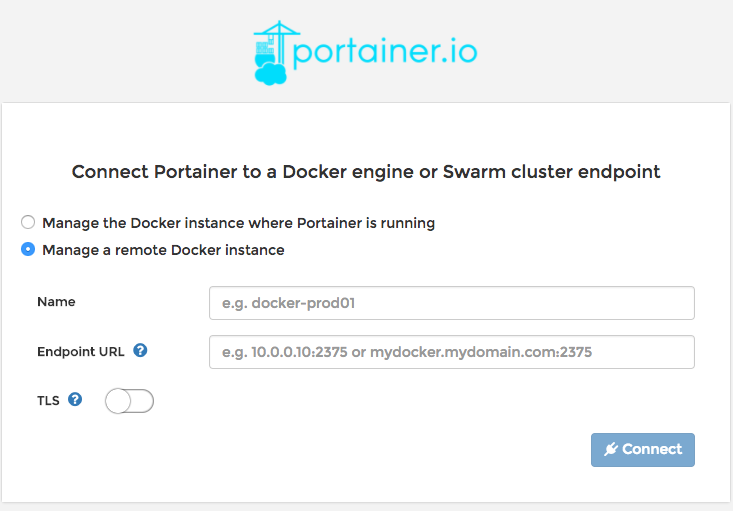 portainer.io
Connect Portainer to a Docker engine or Swarm cluster endpoint
Manage the Docker instance where Portainer is running
Manage a remote Docker instance
Name
e.g. docker-prod01
Endpoint URL ?
e.g. 10.0.0.10:2375 or mydocker.mydomain.com:2375
TLS ?
Connect